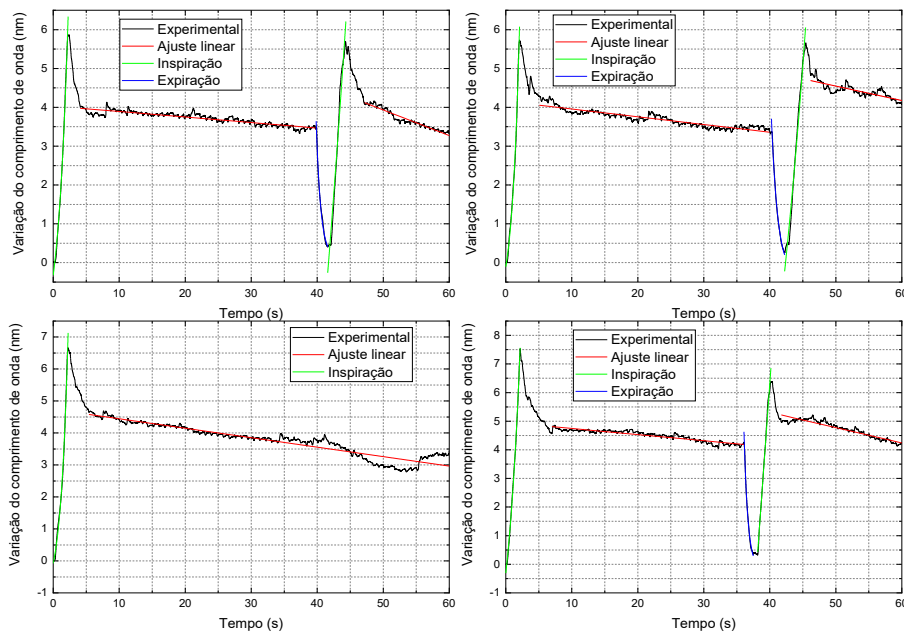 Variação do comprimento de onda (nm)
6
5
4
3
2
1
0
Experimental
Ajuste linear
Inspiração
Expiração
0 10 20 30 40 50 60
Tempo (s)
Variação do comprimento de onda (nm)
6
5
4
3
2
1
0
Experimental
Ajuste linear
Inspiração
Expiração
0 10 20 30 40 50 60
Tempo (s)
Variação do comprimento de onda (nm)
7
6
5
4
3
2
1
0
-1
Experimental
Ajuste linear
Inspiração
0 10 20 30 40 50 60
Tempo (s)
Variação do comprimento de onda (nm)
8
7
6
5
4
3
2
1
0
-1
Experimental
Ajuste linear
Inspiração
Expiração
0 10 20 30 40 50 60
Tempo (s)